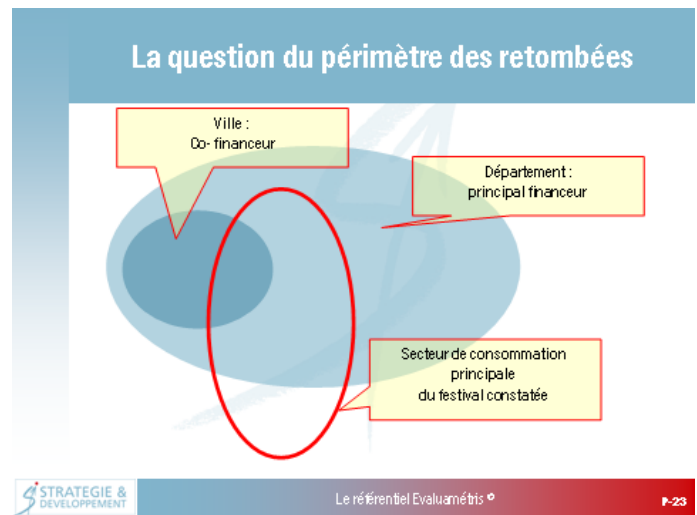 La question du périmètre des retombées
Ville :
Co- financeur
Département :
principal financeur
Secteur de consommation
principale
du festival constatée
STRATEGIE &
DEVELOPPEMENT
Le référentiel Evaluamétris ©
P-23